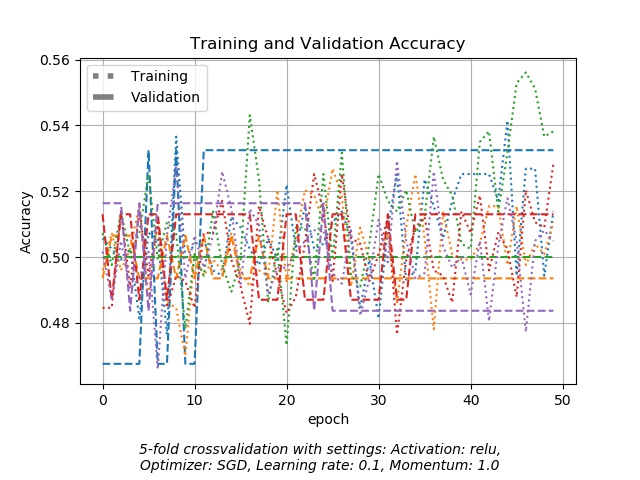 Training and Validation Accuracy
0.56
0.54
0.52
0.50
0.48
Accuracy
Training
Validation
0 10 20 30 40 50
epoch
5-fold crossvalidation with settings: Activation: relu,
Optimizer: SGD, Learning rate: 0.1, Momentum: 1.0